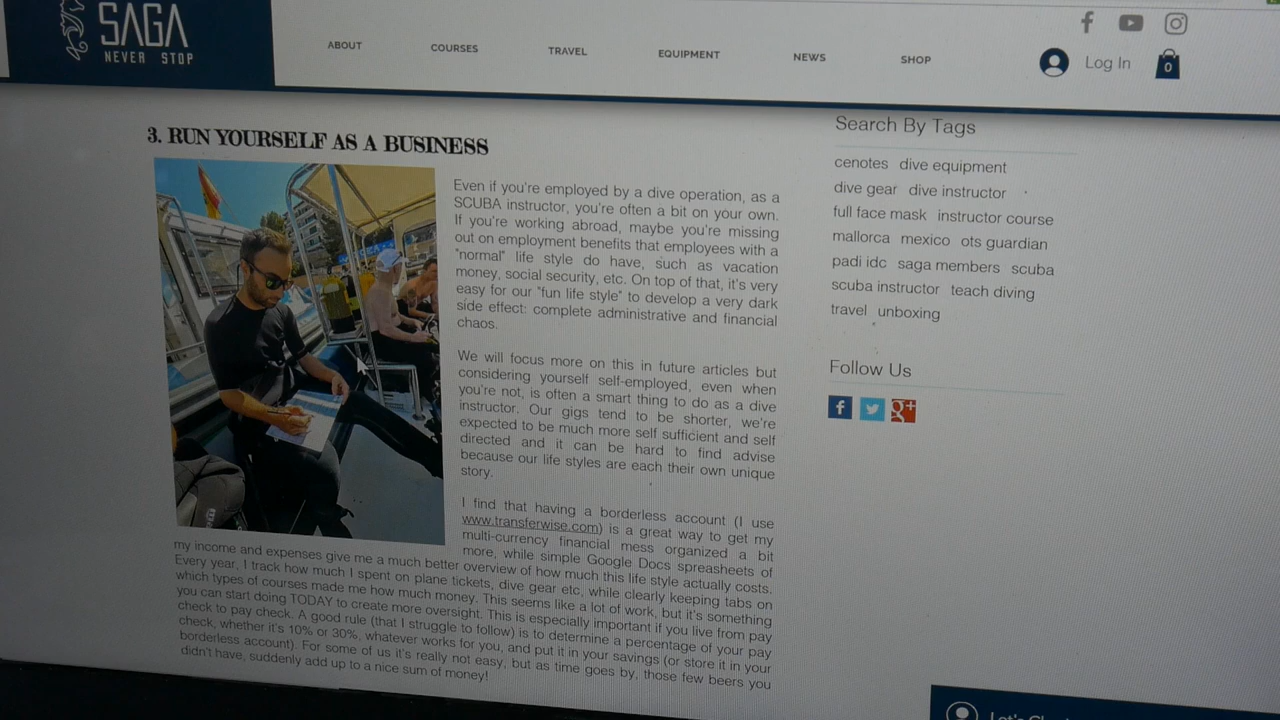 SAGA
NEVER STOP
ABOUT
COURSES
TRAVEL
EQUIPMENT
NEWS
SHOP
Log In
0
3. RUN YOURSELF AS A BUSINESS
Even if you're employed by a dive operation, as a
SCUBA instructor, you're often a bit on your own.
If you're working abroad, maybe you're missing
out on employment benefits that employees with a
"normal" life style do have, such as vacation
money, social security, etc. On top of that, it's very
easy for our "fun life style" to develop a very dark
side effect: complete administrative and financial
chaos.
We will focus more on this in future articles but
considering yourself self-employed, even when
you're not, is often a smart thing to do as a dive
instructor. Our gigs tend to be shorter, we're
expected to be much more self sufficient and self
directed and it can be hard to find advise
because our life styles are each their own unique
story.
I find that having a borderless account (I use
www.transferwise.com) is a great way to get my
multi-currency financial mess organized a bit
more, while simple Google Docs spreasheets of
my income and expenses give me a much better overview of how much this life style actually costs.
Every year, I track how much I spent on plane tickets, dive gear etc, while clearly keeping tabs on
which types of courses made me how much money. This seems like a lot of work, but it's something
you can start doing TODAY to create more oversight. This is especially important if you live from pay
check to pay check. A good rule (that I struggle to follow) is to determine a percentage of your pay
check, whether it's 10% or 30%, whatever works for you, and put it in your savings (or store it in your
borderless account). For some of us it's really not easy, but as time goes by, those few beers you
didn't have, suddenly add up to a nice sum of money!
Search By Tags
cenotes dive equipment
dive gear dive instructor
full face mask instructor course
mallorca mexico ots guardian
padi idc saga members scuba
scuba instructor teach diving
travel unboxing
Follow Us
f
g+
Let's